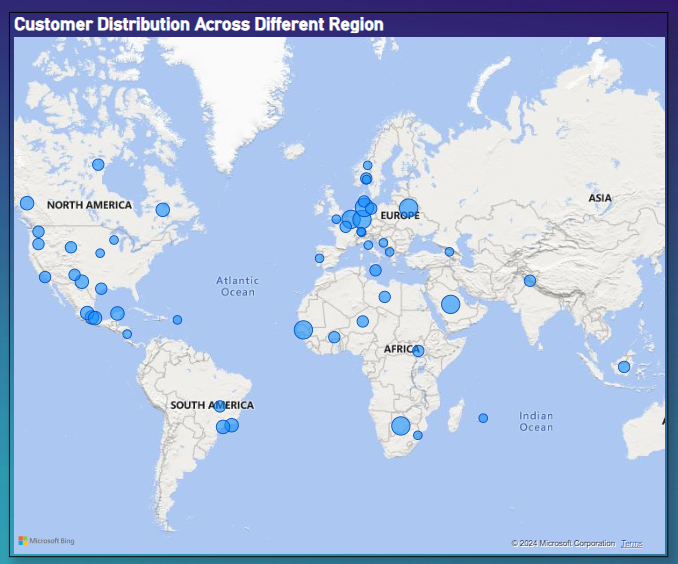 Customer Distribution Across Different Region
NORTH AMERICA
EUROPE
ASIA
Atlantic
Ocean
AFRICA
SOUTH AMERICA
Indian
Ocean
A
Microsoft Bing
© 2024 Microsoft Corporation Terms